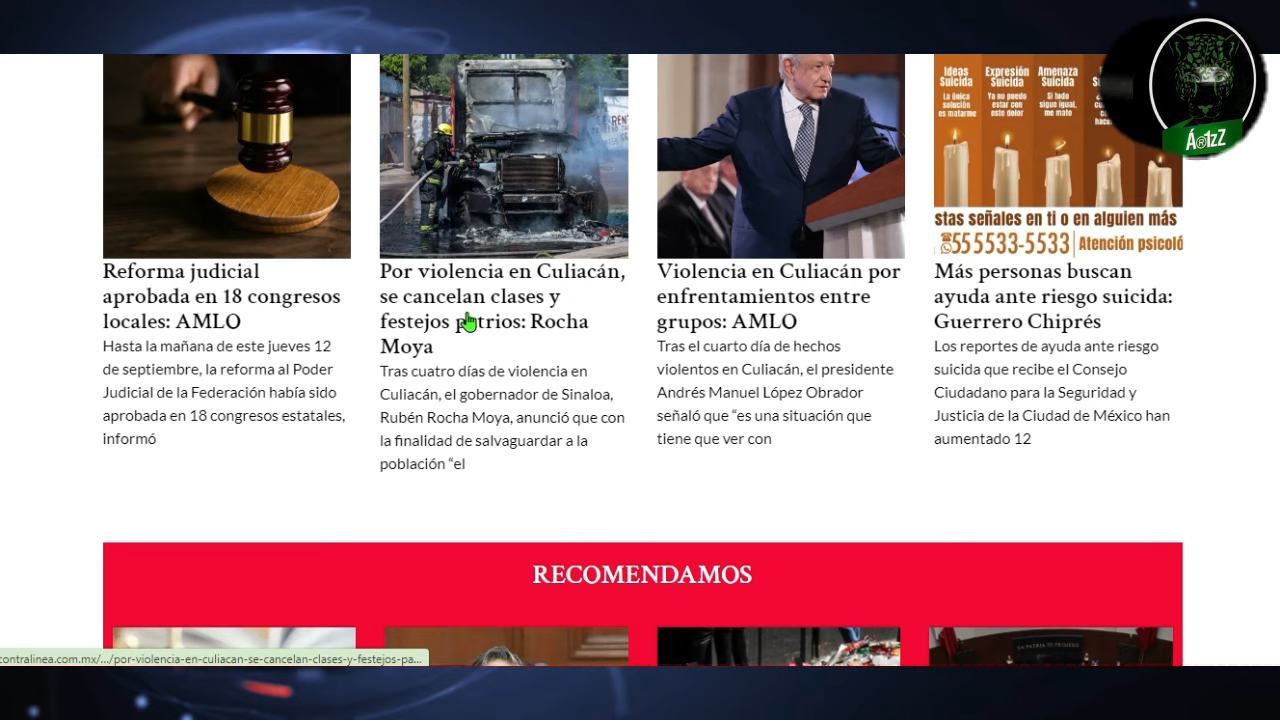 Ideas
Suicida
La única
solución
es matarme
Expresión
Suicida
Ya no puedo
estar con
este dolor
Amenaza
Suicida
Si todo
sigue igual,
me mato
ÁR1zZ
stas señales en ti o en alguien más
555533-5533 Atención psicoló
Reforma judicial
aprobada en 18 congresos
locales: AMLO
Hasta la mañana de este jueves 12
de septiembre, la reforma al Poder
Judicial de la Federación había sido
aprobada en 18 congresos estatales,
informó
Por violencia en Culiacán,
se cancelan clases y
festejos patrios: Rocha
Moya
Tras cuatro días de violencia en
Culiacán, el gobernador de Sinaloa,
Rubén Rocha Moya, anunció que con
la finalidad de salvaguardar a la
población “el
Violencia en Culiacán por
enfrentamientos entre
grupos: AMLO
Tras el cuarto día de hechos
violentos en Culiacán, el presidente
Andrés Manuel López Obrador
señaló que “es una situación que
tiene que ver con
Más personas buscan
ayuda ante riesgo suicida:
Guerrero Chiprés
Los reportes de ayuda ante riesgo
suicida que recibe el Consejo
Ciudadano para la Seguridad y
Justicia de la Ciudad de México han
aumentado 12
RECOMENDAMOS
LA PATRIA ES PRIMERO
contralinea.com.mx/.../por-violencia-en-culiacan-se-cancelan-clases-y-festejos-pa...